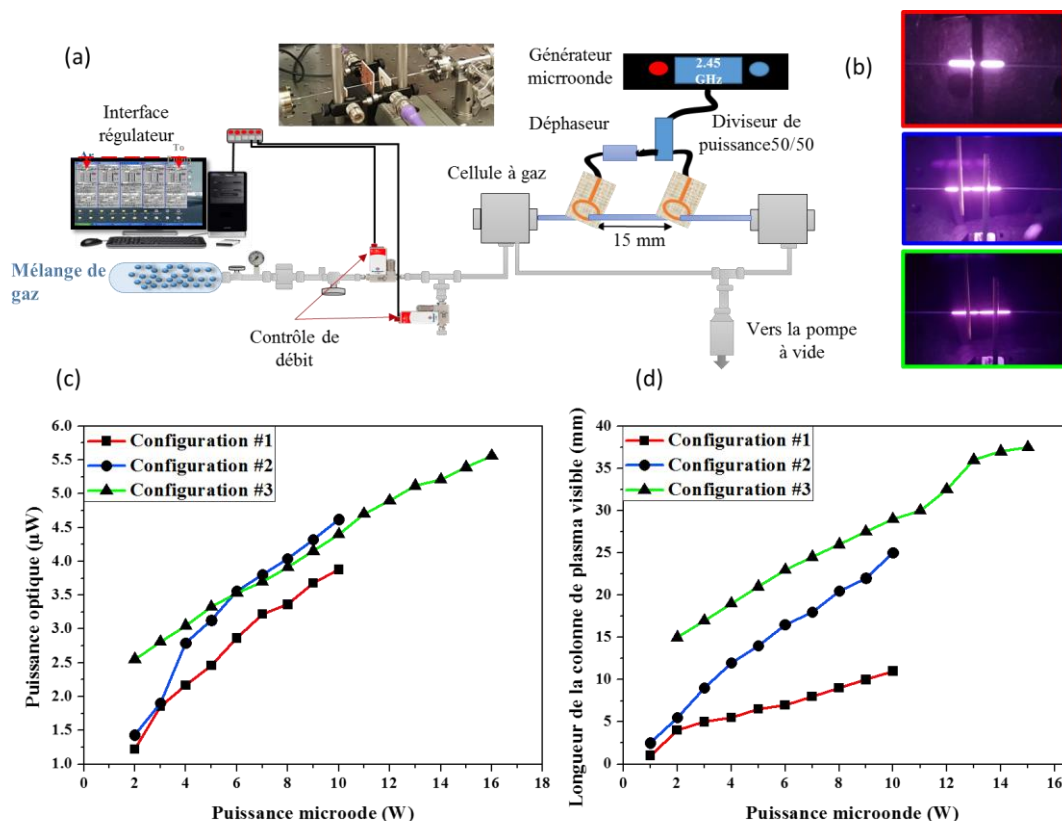 (a)
Interface
régulateur
To
Mélange de
gaz
Contrôle de
débit
Cellule à gaz
Générateur
micrroonde
2.45
GHz
Déphaseur
Diviseur de
puissance50/50
15 mm
Vers la pompe
à vide
(b)
(c)
Configuration #1
Configuration #2
Configuration #3
Puissance optique (µW)
6.0
5.5
5.0
4.5
4.0
3.5
3.0
2.5
2.0
1.5
1.0
0 2 4 6 8 10 12 14 16 18
Puissance microode (W)
(d)
Configuration #1
Configuration #2
Configuration #3
Longueur de la colonne de plasma visible (mm)
40
35
30
25
20
15
10
5
0
0 2 4 6 8 10 12 14 16
Puissance microonde (W)